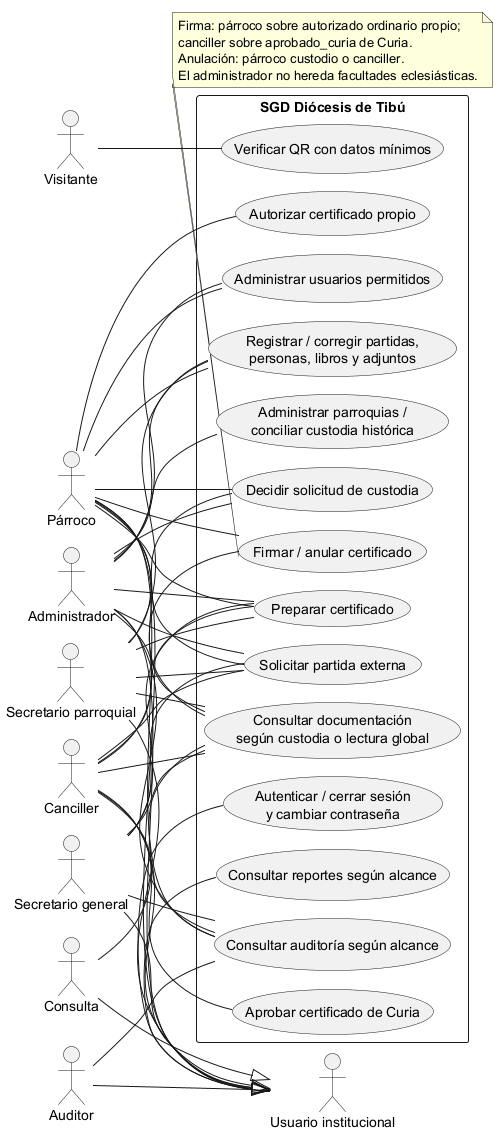 Firma: párroco sobre autorizado ordinario propio;
canciller sobre aprobado_curia de Curia.
Anulación: párroco custodio o canciller.
El administrador no hereda facultades eclesiásticas.
SGD Diócesis de Tibú
Visitante
Verificar QR con datos mínimos
Autorizar certificado propio
Administrar usuarios permitidos
Registrar / corregir partidas,
personas, libros y adjuntos
Administrar parroquias /
conciliar custodia histórica
Párroco
Decidir solicitud de custodia
Firmar / anular certificado
Administrador
Preparar certificado
Solicitar partida externa
Secretario parroquial
Consultar documentación
según custodia o lectura global
Canciller
Autenticar / cerrar sesión
y cambiar contraseña
Consultar reportes según alcance
Secretario general
Consultar auditoría según alcance
Consulta
Aprobar certificado de Curia
Auditor
Usuario institucional